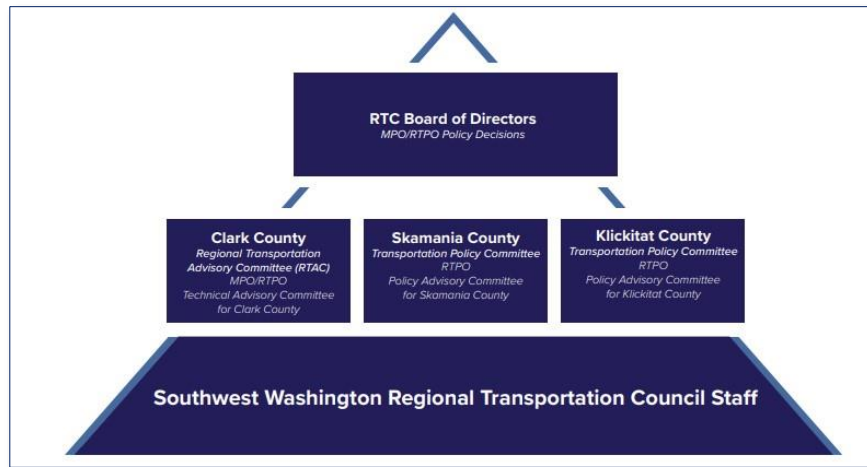 RTC Board of Directors
MPO/RTPO Policy Decisions
Clark County
Regional Transportation
Advisory Committee (RTAC)
MPO/RTPO
Technical Advisory Committee
for Clark County
Skamania County
Transportation Policy Committee
RTPO
Policy Advisory Committee
for Skamania County
Klickitat County
Transportation Policy Committee
RTPO
Policy Advisory Committee
for Klickitat County
Southwest Washington Regional Transportation Council Staff